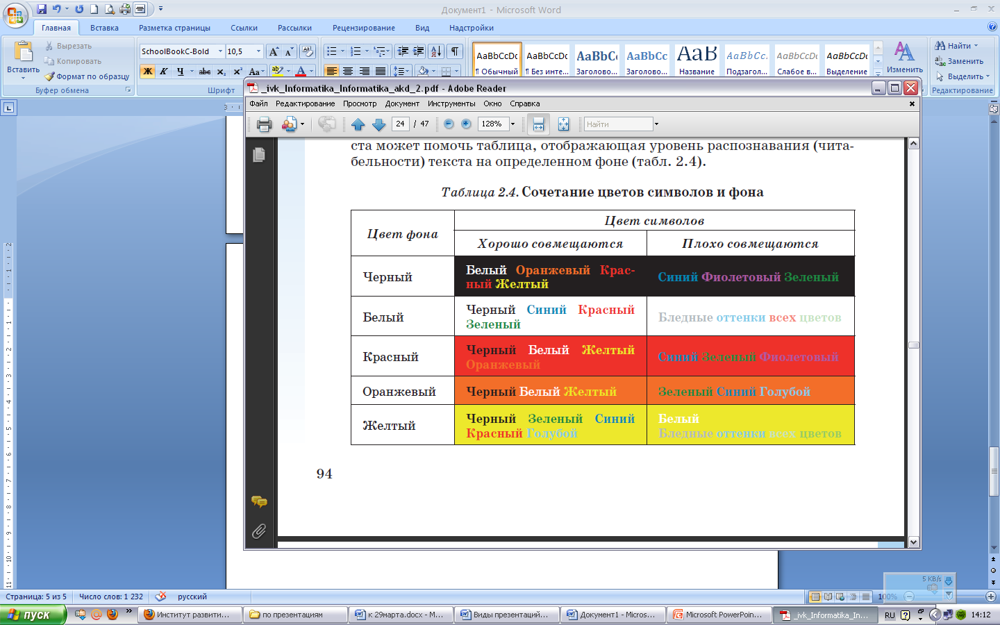 Документ1 - Microsoft Word
Главная Вставка Разметка страницы Ссылки Рассылки Рецензирование Вид Надстройки
Вставить
Вырезать
Копировать
Формат по образцу
Буфер обмена
SchoolBookC-Bold 10,5
Ж К Ч abc x₂ x² Aa
Шрифт
AaBbCcDc AaBbCcDc AaBbC AaBbCc AaB AaBbCc. AaBbCcDc AaBbCcDc
¶ Обычный ¶ Без инте... Заголово... Заголово... Название Подзагол... Слабое в... Выделение
Изменить
Найти
Заменить
Выделить
Редактирование
_ivk_Informatika_Informatika_akd_2.pdf - Adobe Reader
Файл Редактирование Просмотр Документ Инструменты Окно Справка
24 / 47 128% Найти
ста может помочь таблица, отображающая уровень распознавания (чита-
бельности) текста на определенном фоне (табл. 2.4).
Таблица 2.4. Сочетание цветов символов и фона
Цвет фона
Цвет символов
Хорошо совмещаются Плохо совмещаются
Черный
Белый Оранжевый Крас-
ный Желтый
Синий Фиолетовый Зеленый
Белый
Черный Синий Красный
Зеленый
Бледные оттенки всех цветов
Красный
Черный Белый Желтый
Оранжевый
Синий Зеленый Фиолетовый
Оранжевый
Черный Белый Желтый
Зеленый Синий Голубой
Желтый
Черный Зеленый Синий
Красный Голубой
Белый
Бледные оттенки всех цветов
94
5 KB/s
Страница: 5 из 5 Число слов: 1 232 русский 100%
пуск Институт развити... по презентациям к 29марта.docx - M... Виды презентаций... Документ1 - Micros... Microsoft PowerPoin... _ivk_Informatika_In... RU 14:12